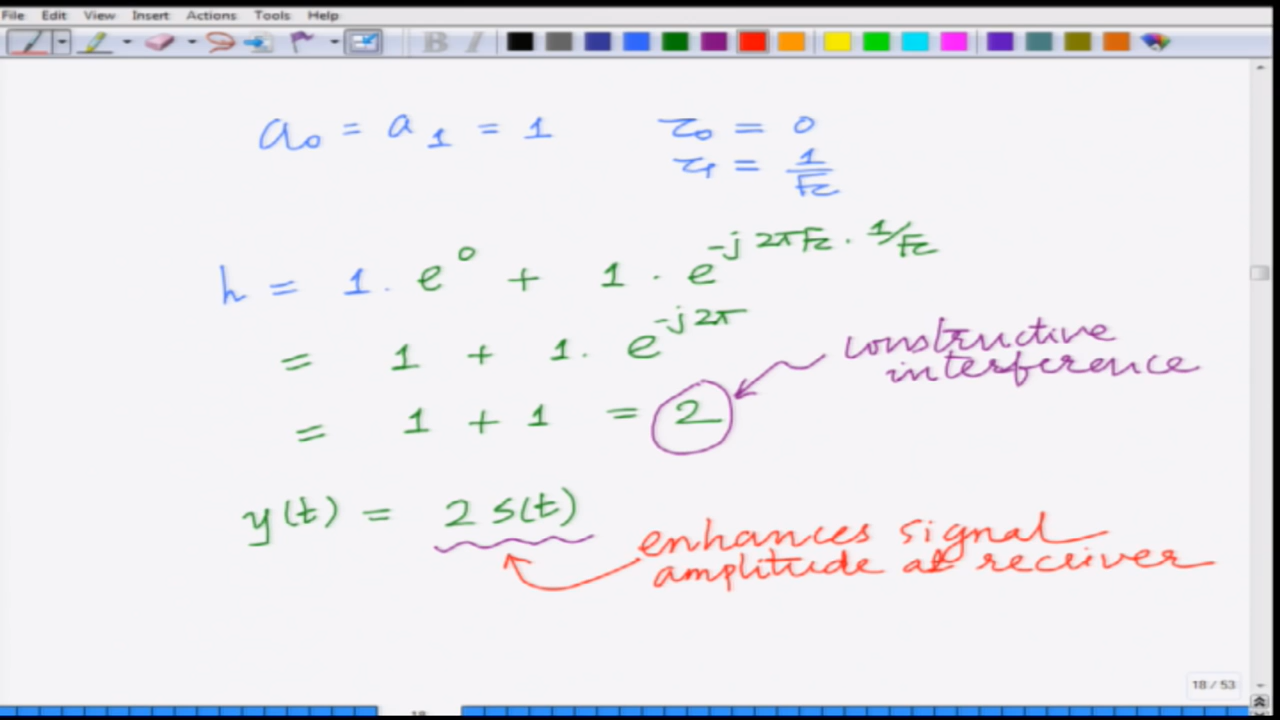 File Edit View Insert Actions Tools Help
B I
a₀ = a₁ = 1 τ₀ = 0
τ₁ = 1/Fc
h = 1 . e⁰ + 1 . e^(-j 2π Fc . 1/Fc)
= 1 + 1 . e^(-j 2π)
constructive
interference
= 1 + 1 = 2
y(t) = 2 s(t)
enhances signal
amplitude at receiver
18 / 53
18